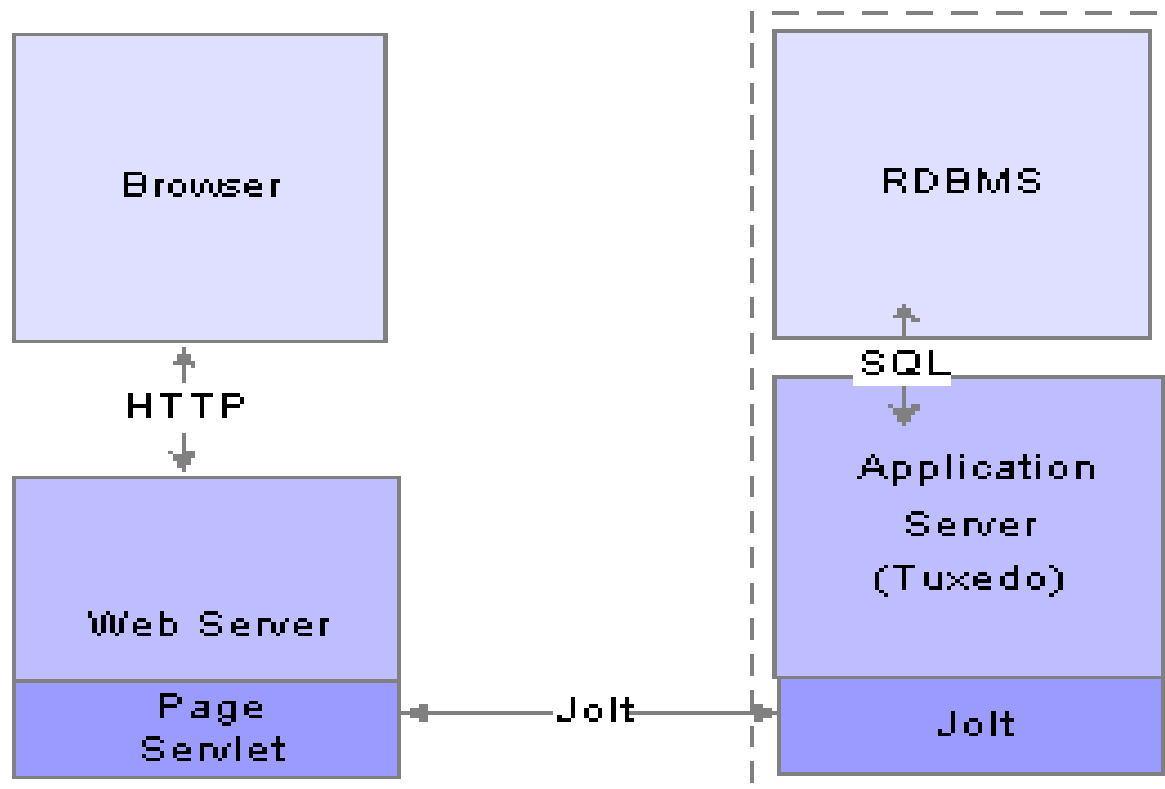 Browser
HTTP
Web Server
Page
Servlet
Jolt
RDBMS
SQL
Application
Server
(Tuxedo)
Jolt